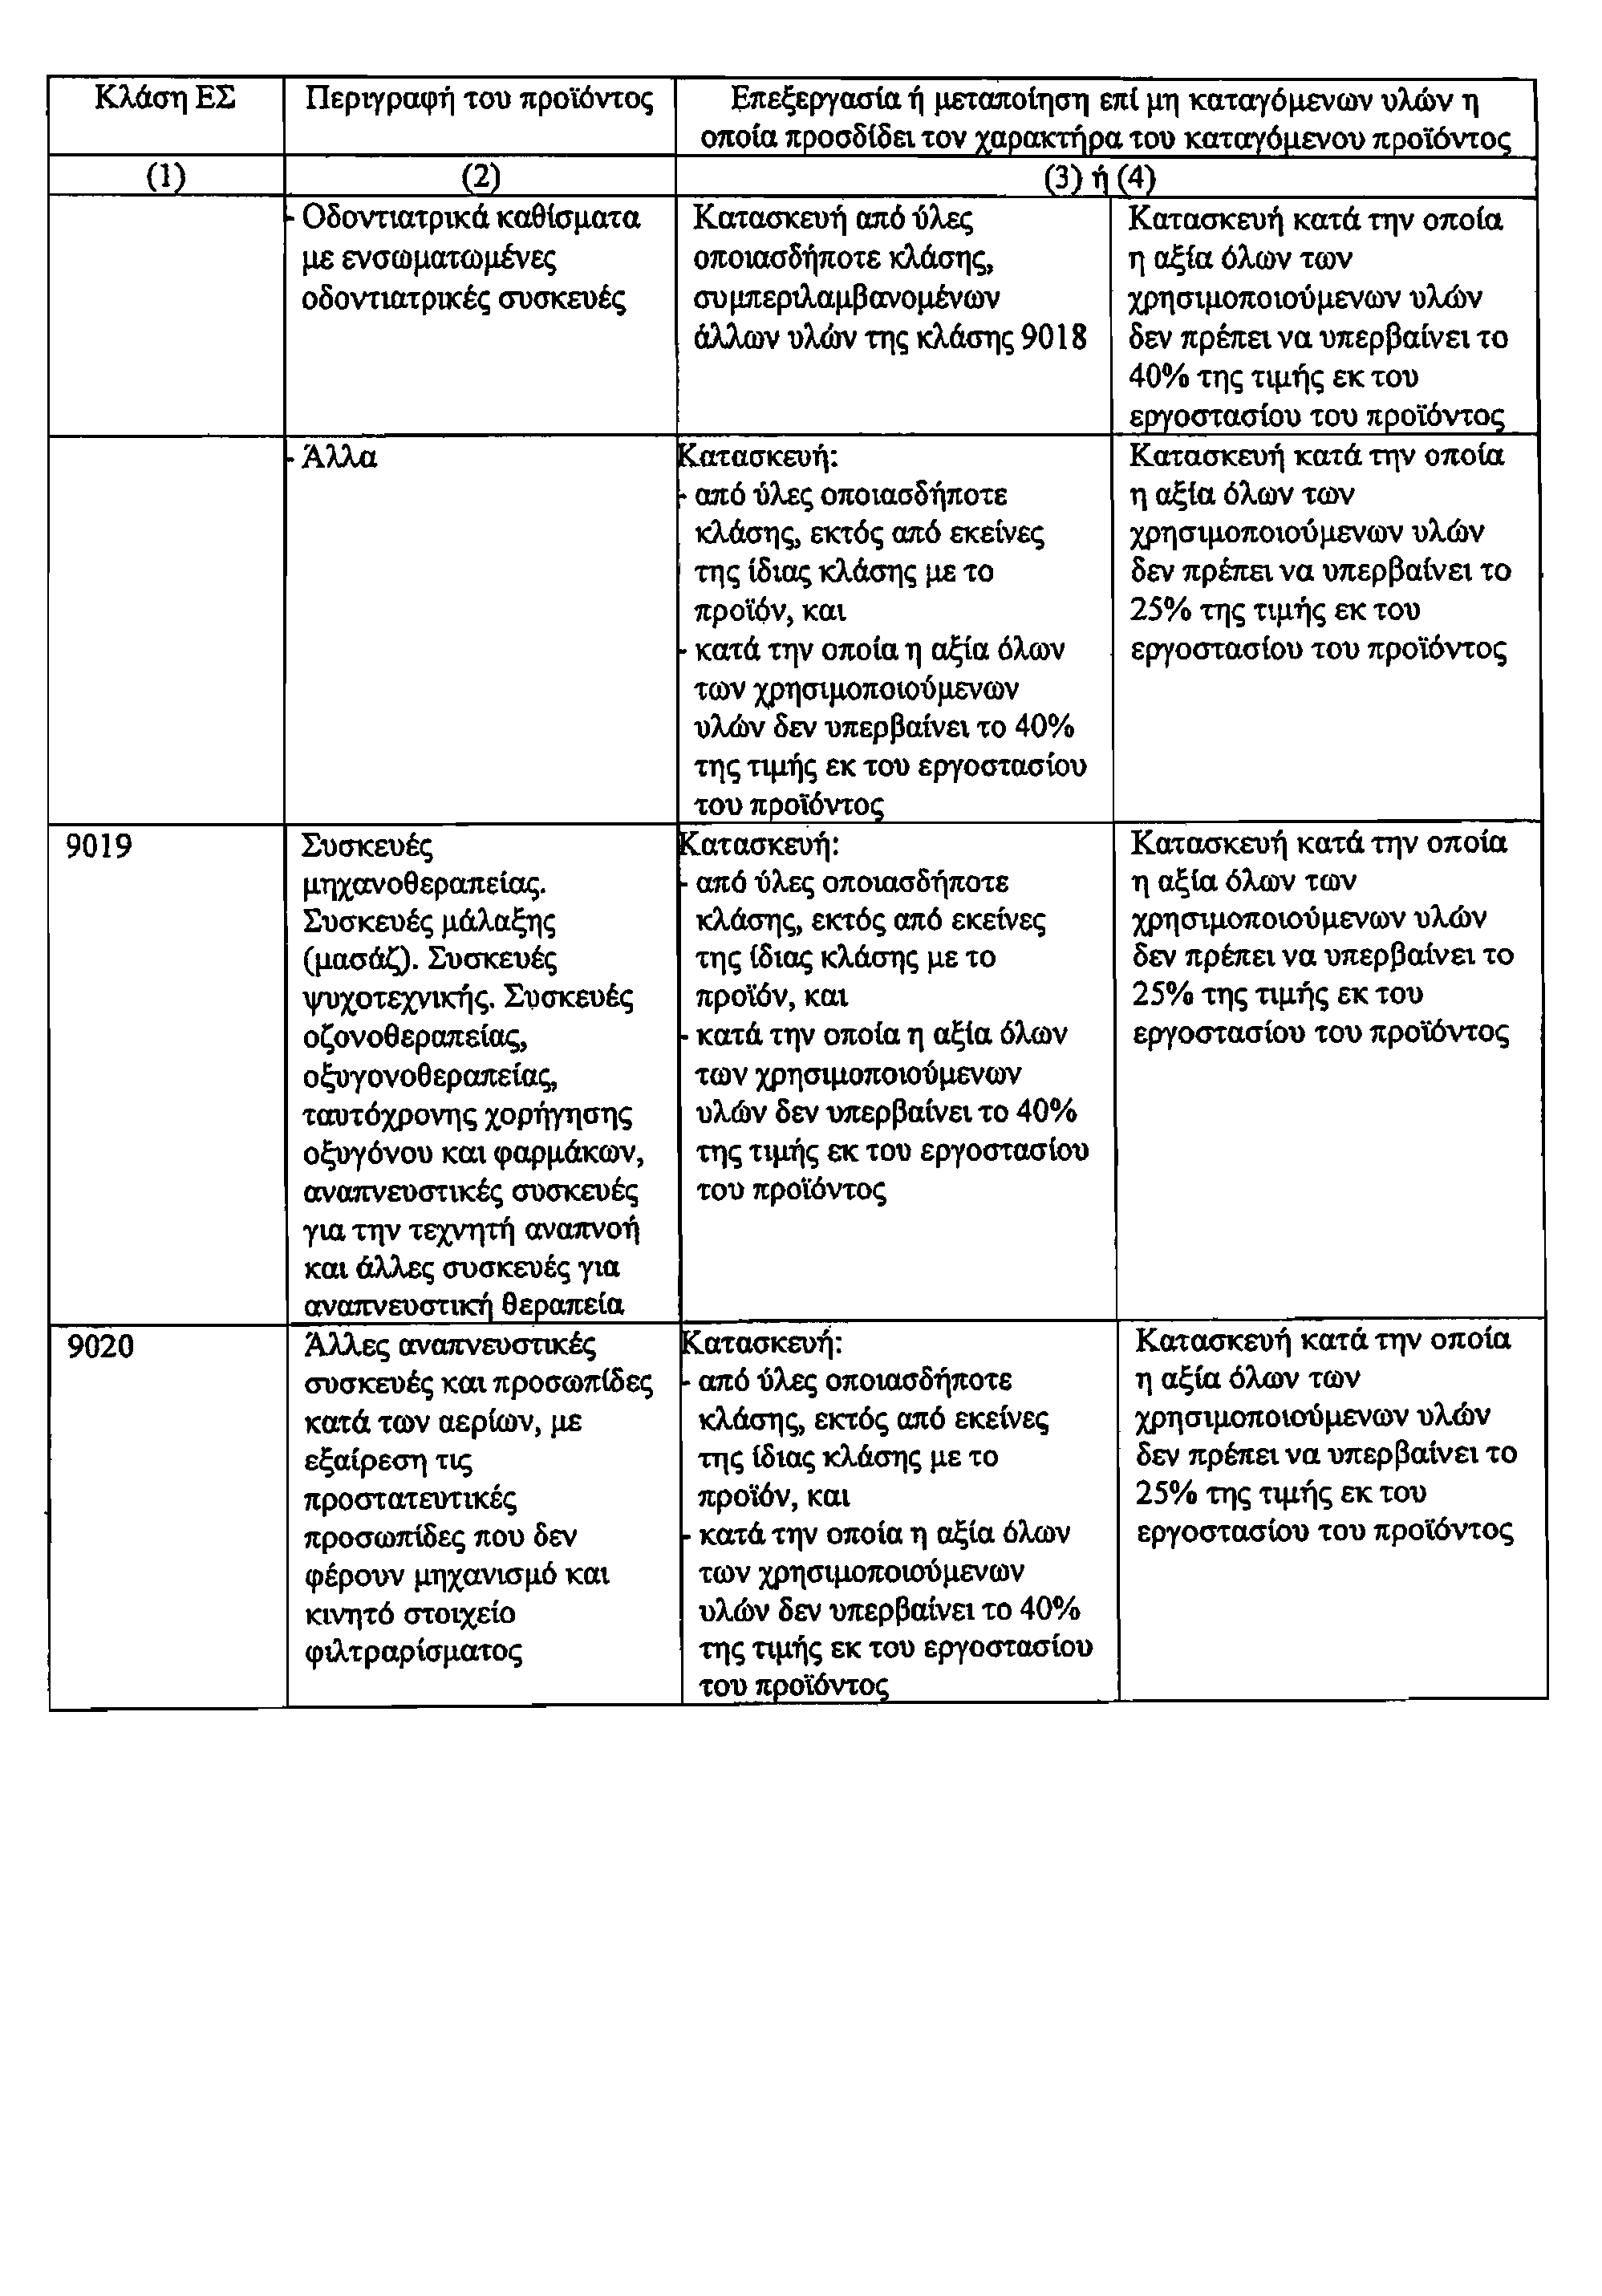 Κλάση ΕΣ
Περιγραφή του προϊόντος
Επεξεργασία ή μεταποίηση επί μη καταγόμενων υλών η
οποία προσδίδει τον χαρακτήρα του καταγόμενου προϊόντος
(1)
(2)
(3) ή (4)
- Οδοντιατρικά καθίσματα
με ενσωματωμένες
οδοντιατρικές συσκευές
Κατασκευή από ύλες
οποιασδήποτε κλάσης,
συμπεριλαμβανομένων
άλλων υλών της κλάσης 9018
Κατασκευή κατά την οποία
η αξία όλων των
χρησιμοποιούμενων υλών
δεν πρέπει να υπερβαίνει το
40% της τιμής εκ του
εργοστασίου του προϊόντος
- Άλλα
Κατασκευή:
- από ύλες οποιασδήποτε
κλάσης, εκτός από εκείνες
της ίδιας κλάσης με το
προϊόν, και
- κατά την οποία η αξία όλων
των χρησιμοποιούμενων
υλών δεν υπερβαίνει το 40%
της τιμής εκ του εργοστασίου
του προϊόντος
Κατασκευή κατά την οποία
η αξία όλων των
χρησιμοποιούμενων υλών
δεν πρέπει να υπερβαίνει το
25% της τιμής εκ του
εργοστασίου του προϊόντος
9019
Συσκευές
μηχανοθεραπείας.
Συσκευές μάλαξης
(μασάζ). Συσκευές
ψυχοτεχνικής. Συσκευές
οζονοθεραπείας,
οξυγονοθεραπείας,
ταυτόχρονης χορήγησης
οξυγόνου και φαρμάκων,
αναπνευστικές συσκευές
για την τεχνητή αναπνοή
και άλλες συσκευές για
αναπνευστική θεραπεία
Κατασκευή:
- από ύλες οποιασδήποτε
κλάσης, εκτός από εκείνες
της ίδιας κλάσης με το
προϊόν, και
- κατά την οποία η αξία όλων
των χρησιμοποιούμενων
υλών δεν υπερβαίνει το 40%
της τιμής εκ του εργοστασίου
του προϊόντος
Κατασκευή κατά την οποία
η αξία όλων των
χρησιμοποιούμενων υλών
δεν πρέπει να υπερβαίνει το
25% της τιμής εκ του
εργοστασίου του προϊόντος
9020
Άλλες αναπνευστικές
συσκευές και προσωπίδες
κατά των αερίων, με
εξαίρεση τις
προστατευτικές
προσωπίδες που δεν
φέρουν μηχανισμό και
κινητό στοιχείο
φιλτραρίσματος
Κατασκευή:
- από ύλες οποιασδήποτε
κλάσης, εκτός από εκείνες
της ίδιας κλάσης με το
προϊόν, και
- κατά την οποία η αξία όλων
των χρησιμοποιούμενων
υλών δεν υπερβαίνει το 40%
της τιμής εκ του εργοστασίου
του προϊόντος
Κατασκευή κατά την οποία
η αξία όλων των
χρησιμοποιούμενων υλών
δεν πρέπει να υπερβαίνει το
25% της τιμής εκ του
εργοστασίου του προϊόντος